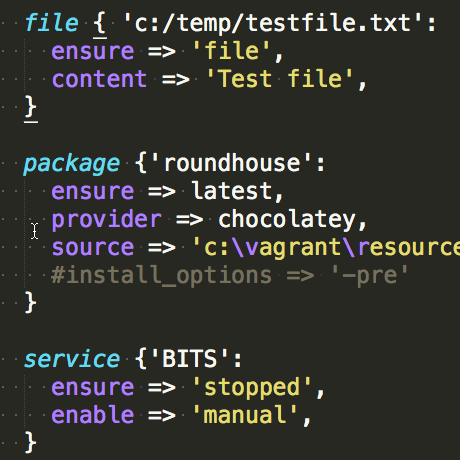 file { 'c:/temp/testfile.txt':
ensure => 'file',
content => 'Test file',
}
package {'roundhouse':
ensure => latest,
provider => chocolatey,
source => 'c:\vagrant\resource
#install_options => '-pre'
}
service {'BITS':
ensure => 'stopped',
enable => 'manual',
}